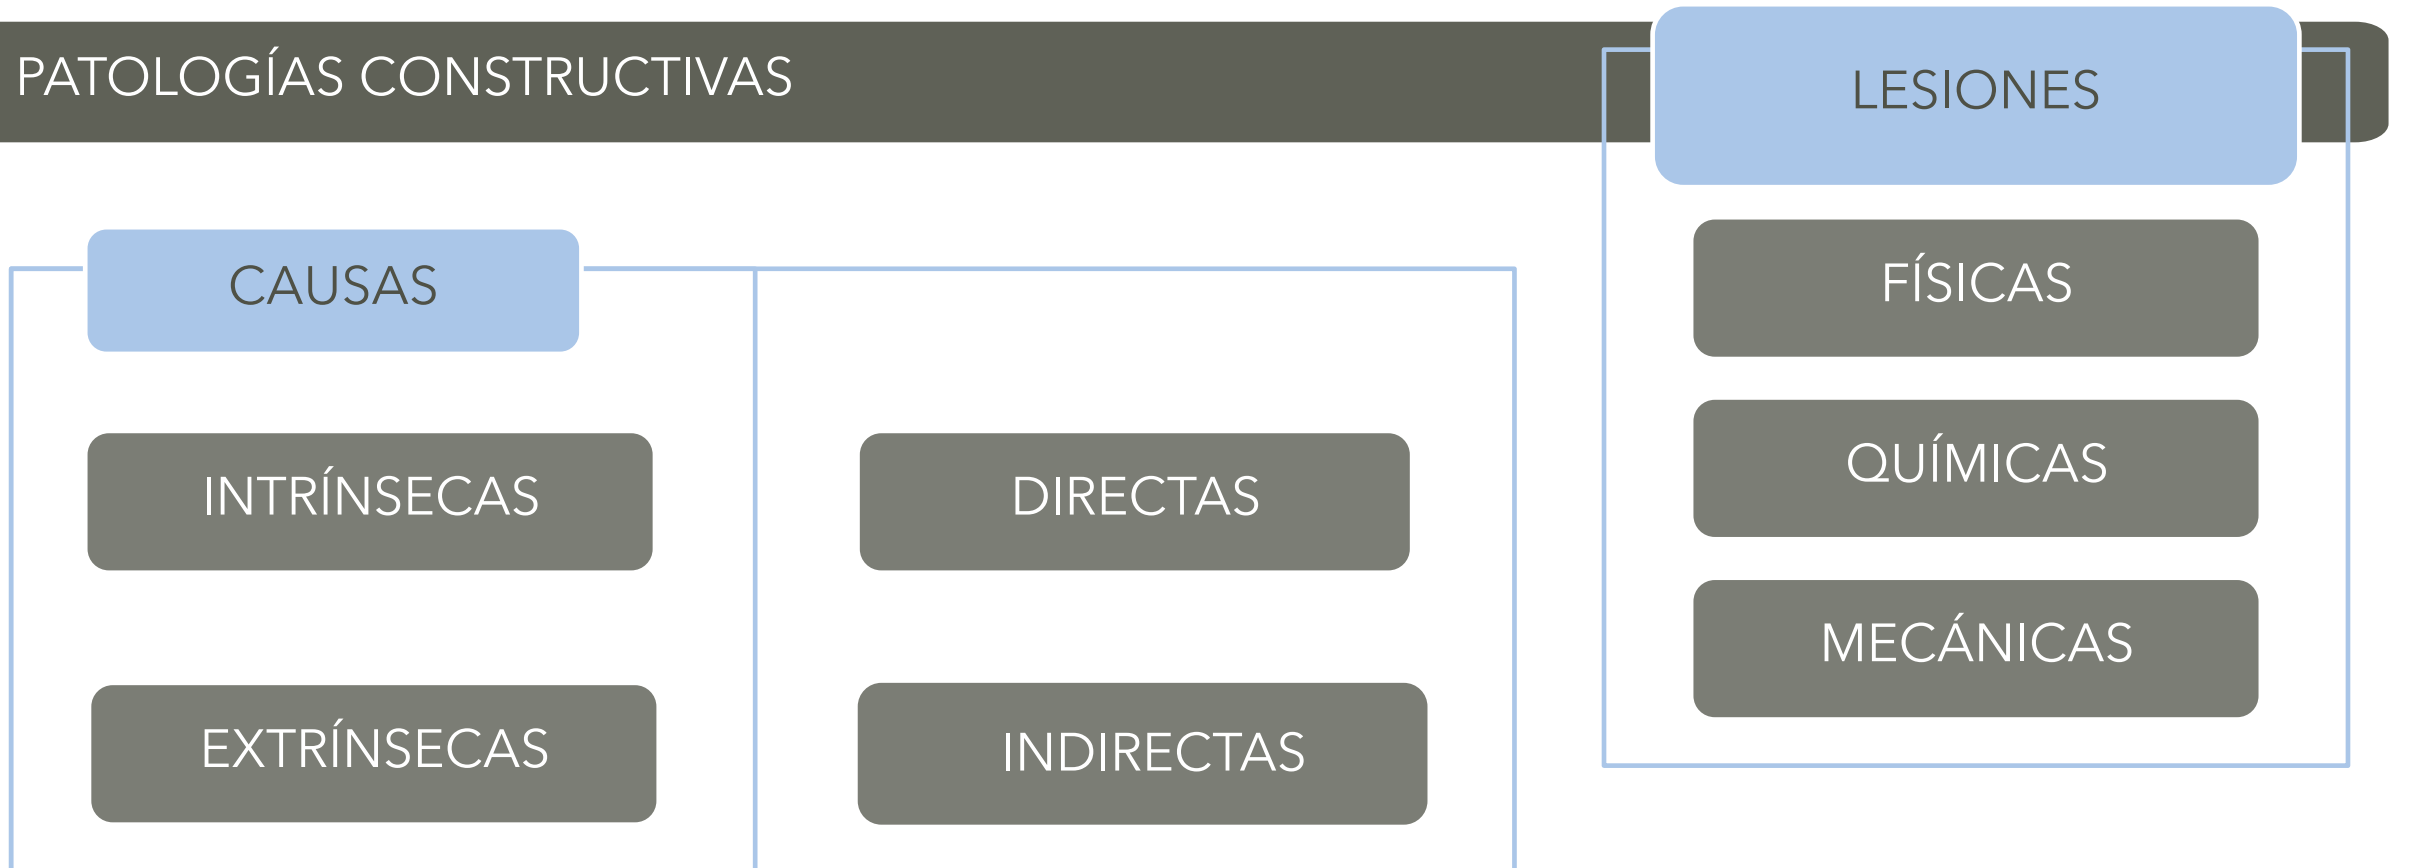 PATOLOGÍAS CONSTRUCTIVAS
CAUSAS
INTRÍNSECAS
EXTRÍNSECAS
DIRECTAS
INDIRECTAS
LESIONES
FÍSICAS
QUÍMICAS
MECÁNICAS